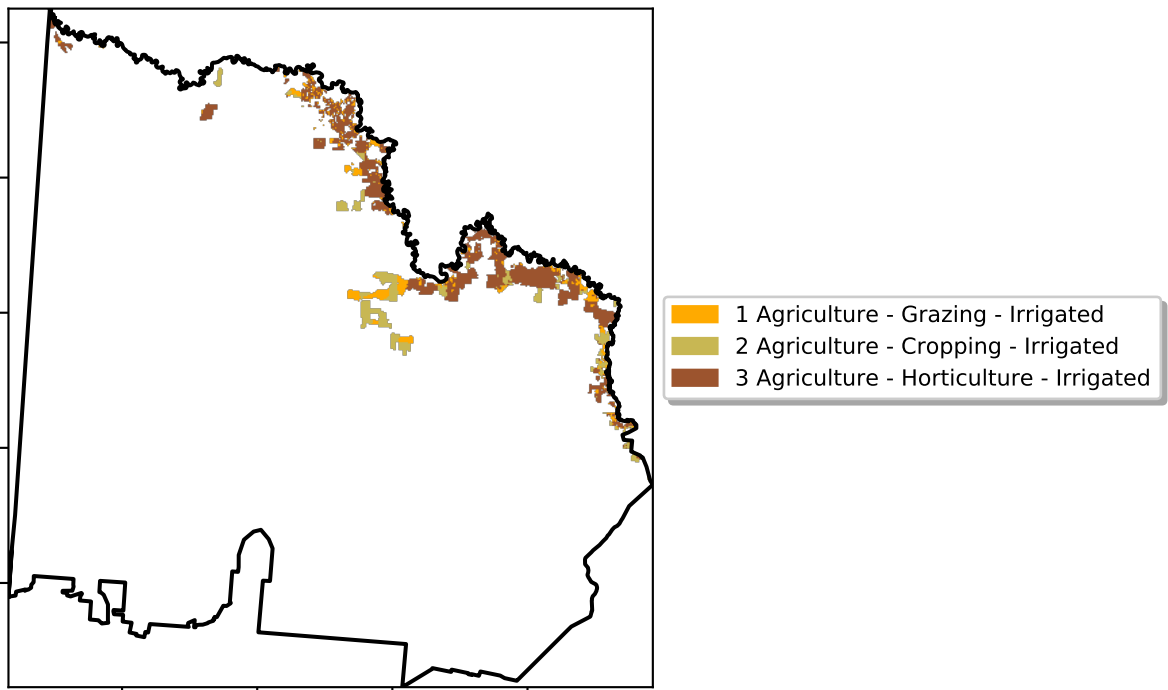 1 Agriculture - Grazing - Irrigated
2 Agriculture - Cropping - Irrigated
3 Agriculture - Horticulture - Irrigated